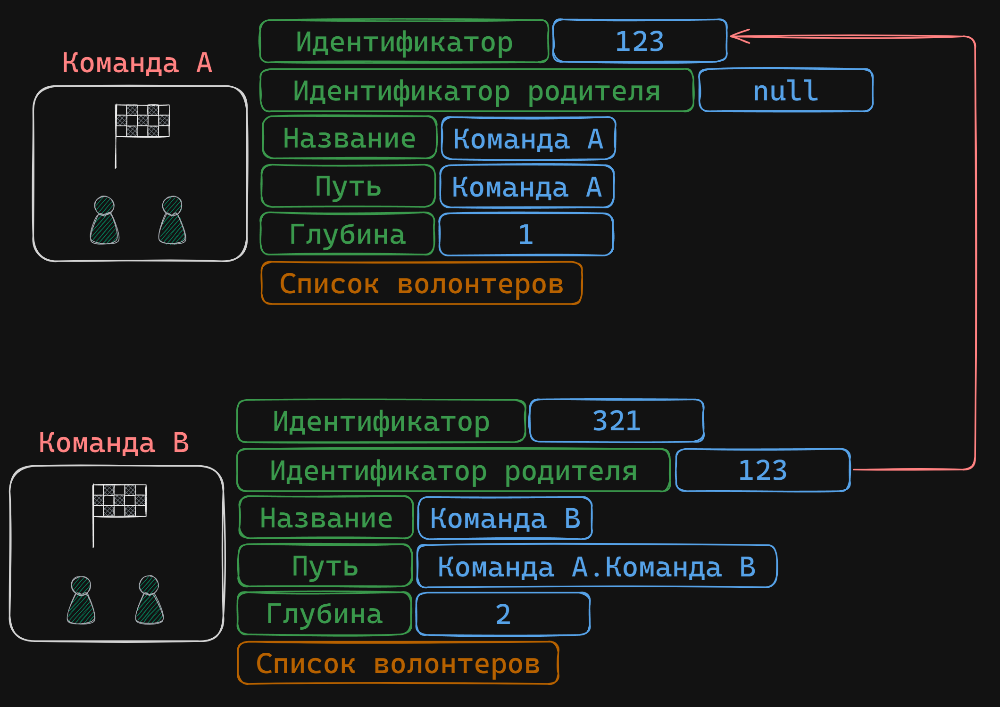 Команда A
Идентификатор 123
Идентификатор родителя null
Название Команда A
Путь Команда A
Глубина 1
Список волонтеров
Команда B
Идентификатор 321
Идентификатор родителя 123
Название Команда B
Путь Команда A.Команда B
Глубина 2
Список волонтеров